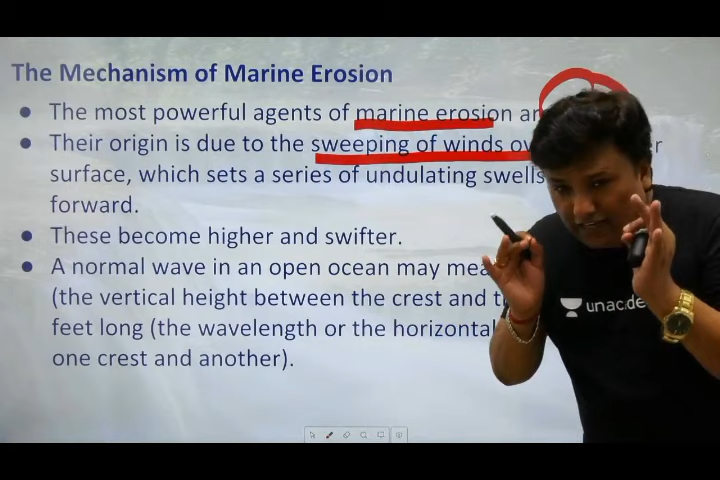 The Mechanism of Marine Erosion
● The most powerful agents of marine erosion ar
● Their origin is due to the sweeping of winds ov r
surface, which sets a series of undulating swells
forward.
● These become higher and swifter.
● A normal wave in an open ocean may mea
(the vertical height between the crest and t
feet long (the wavelength or the horizontal
one crest and another).
unacade